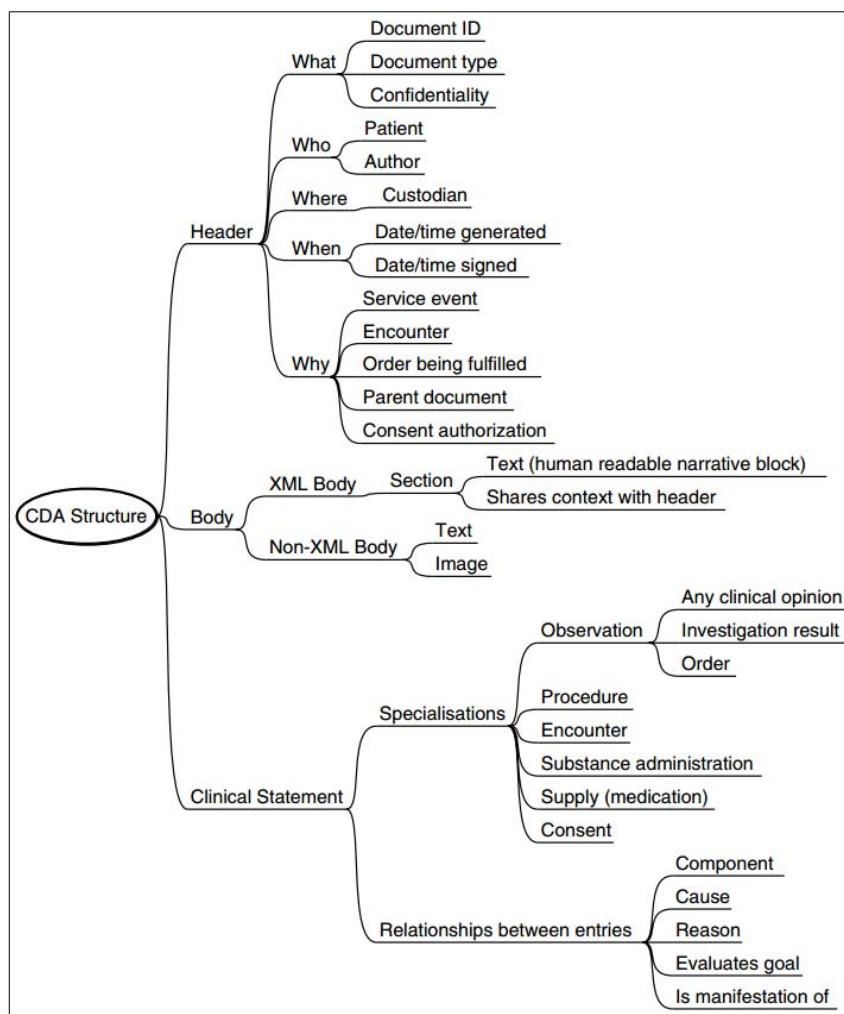 CDA Structure
Header
What
Document ID
Document type
Confidentiality
Who
Patient
Author
Where
Custodian
When
Date/time generated
Date/time signed
Why
Service event
Encounter
Order being fulfilled
Parent document
Consent authorization
Body
XML Body
Section
Text (human readable narrative block)
Shares context with header
Non-XML Body
Text
Image
Clinical Statement
Specialisations
Observation
Any clinical opinion
Investigation result
Order
Procedure
Encounter
Substance administration
Supply (medication)
Consent
Relationships between entries
Component
Cause
Reason
Evaluates goal
Is manifestation of